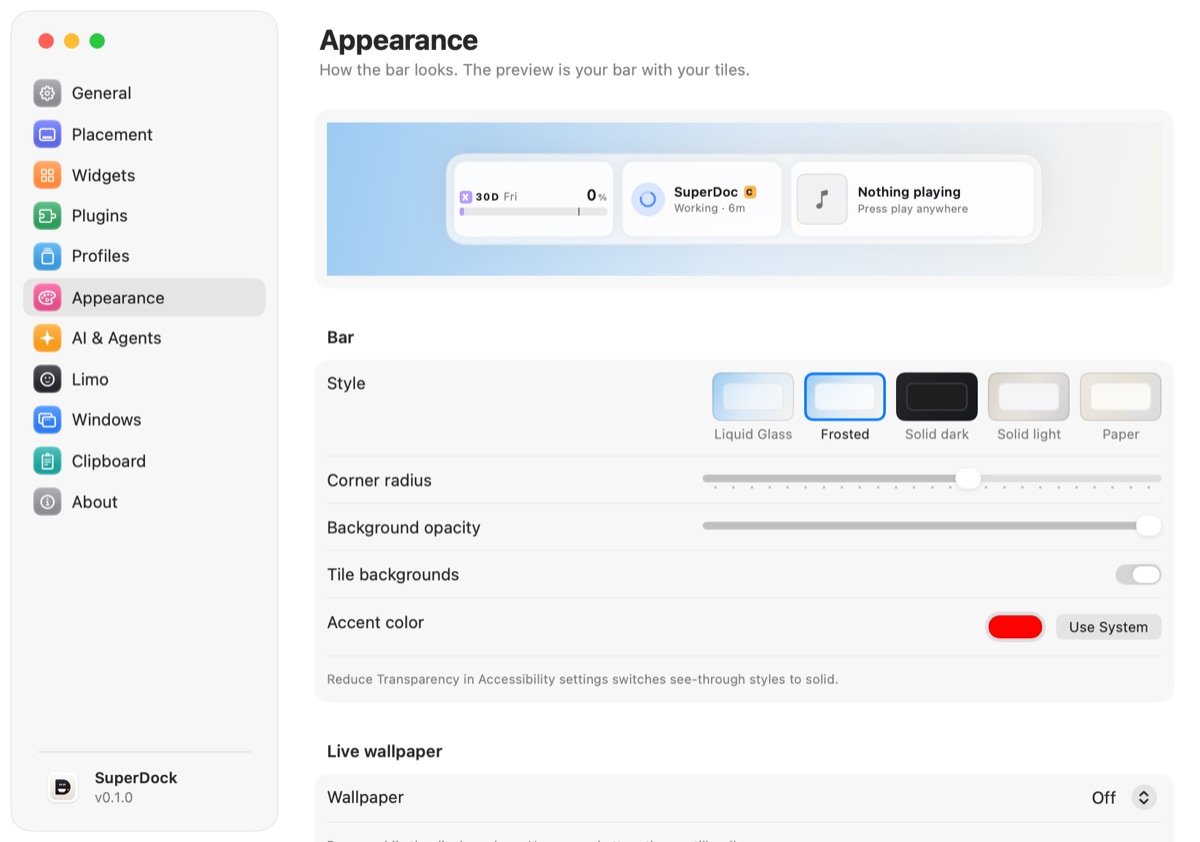 General
Placement
Widgets
Plugins
Profiles
Appearance
AI & Agents
Limo
Windows
Clipboard
About
SuperDock
v0.1.0
Appearance
How the bar looks. The preview is your bar with your tiles.
X 30D Fri 0%
SuperDoc C
Working · 6m
Nothing playing
Press play anywhere
Bar
Style
Liquid Glass
Frosted
Solid dark
Solid light
Paper
Corner radius
Background opacity
Tile backgrounds
Accent color
Use System
Reduce Transparency in Accessibility settings switches see-through styles to solid.
Live wallpaper
Wallpaper
Off